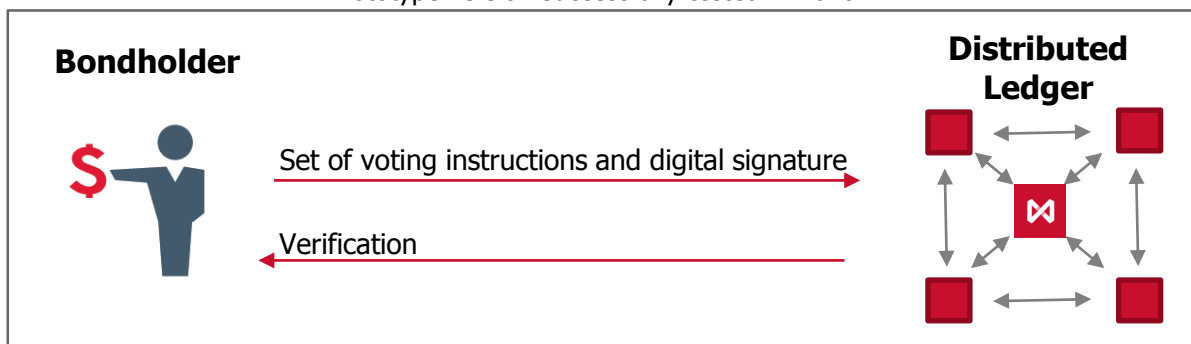 Bondholder
Distributed
Ledger
Set of voting instructions and digital signature
Verification